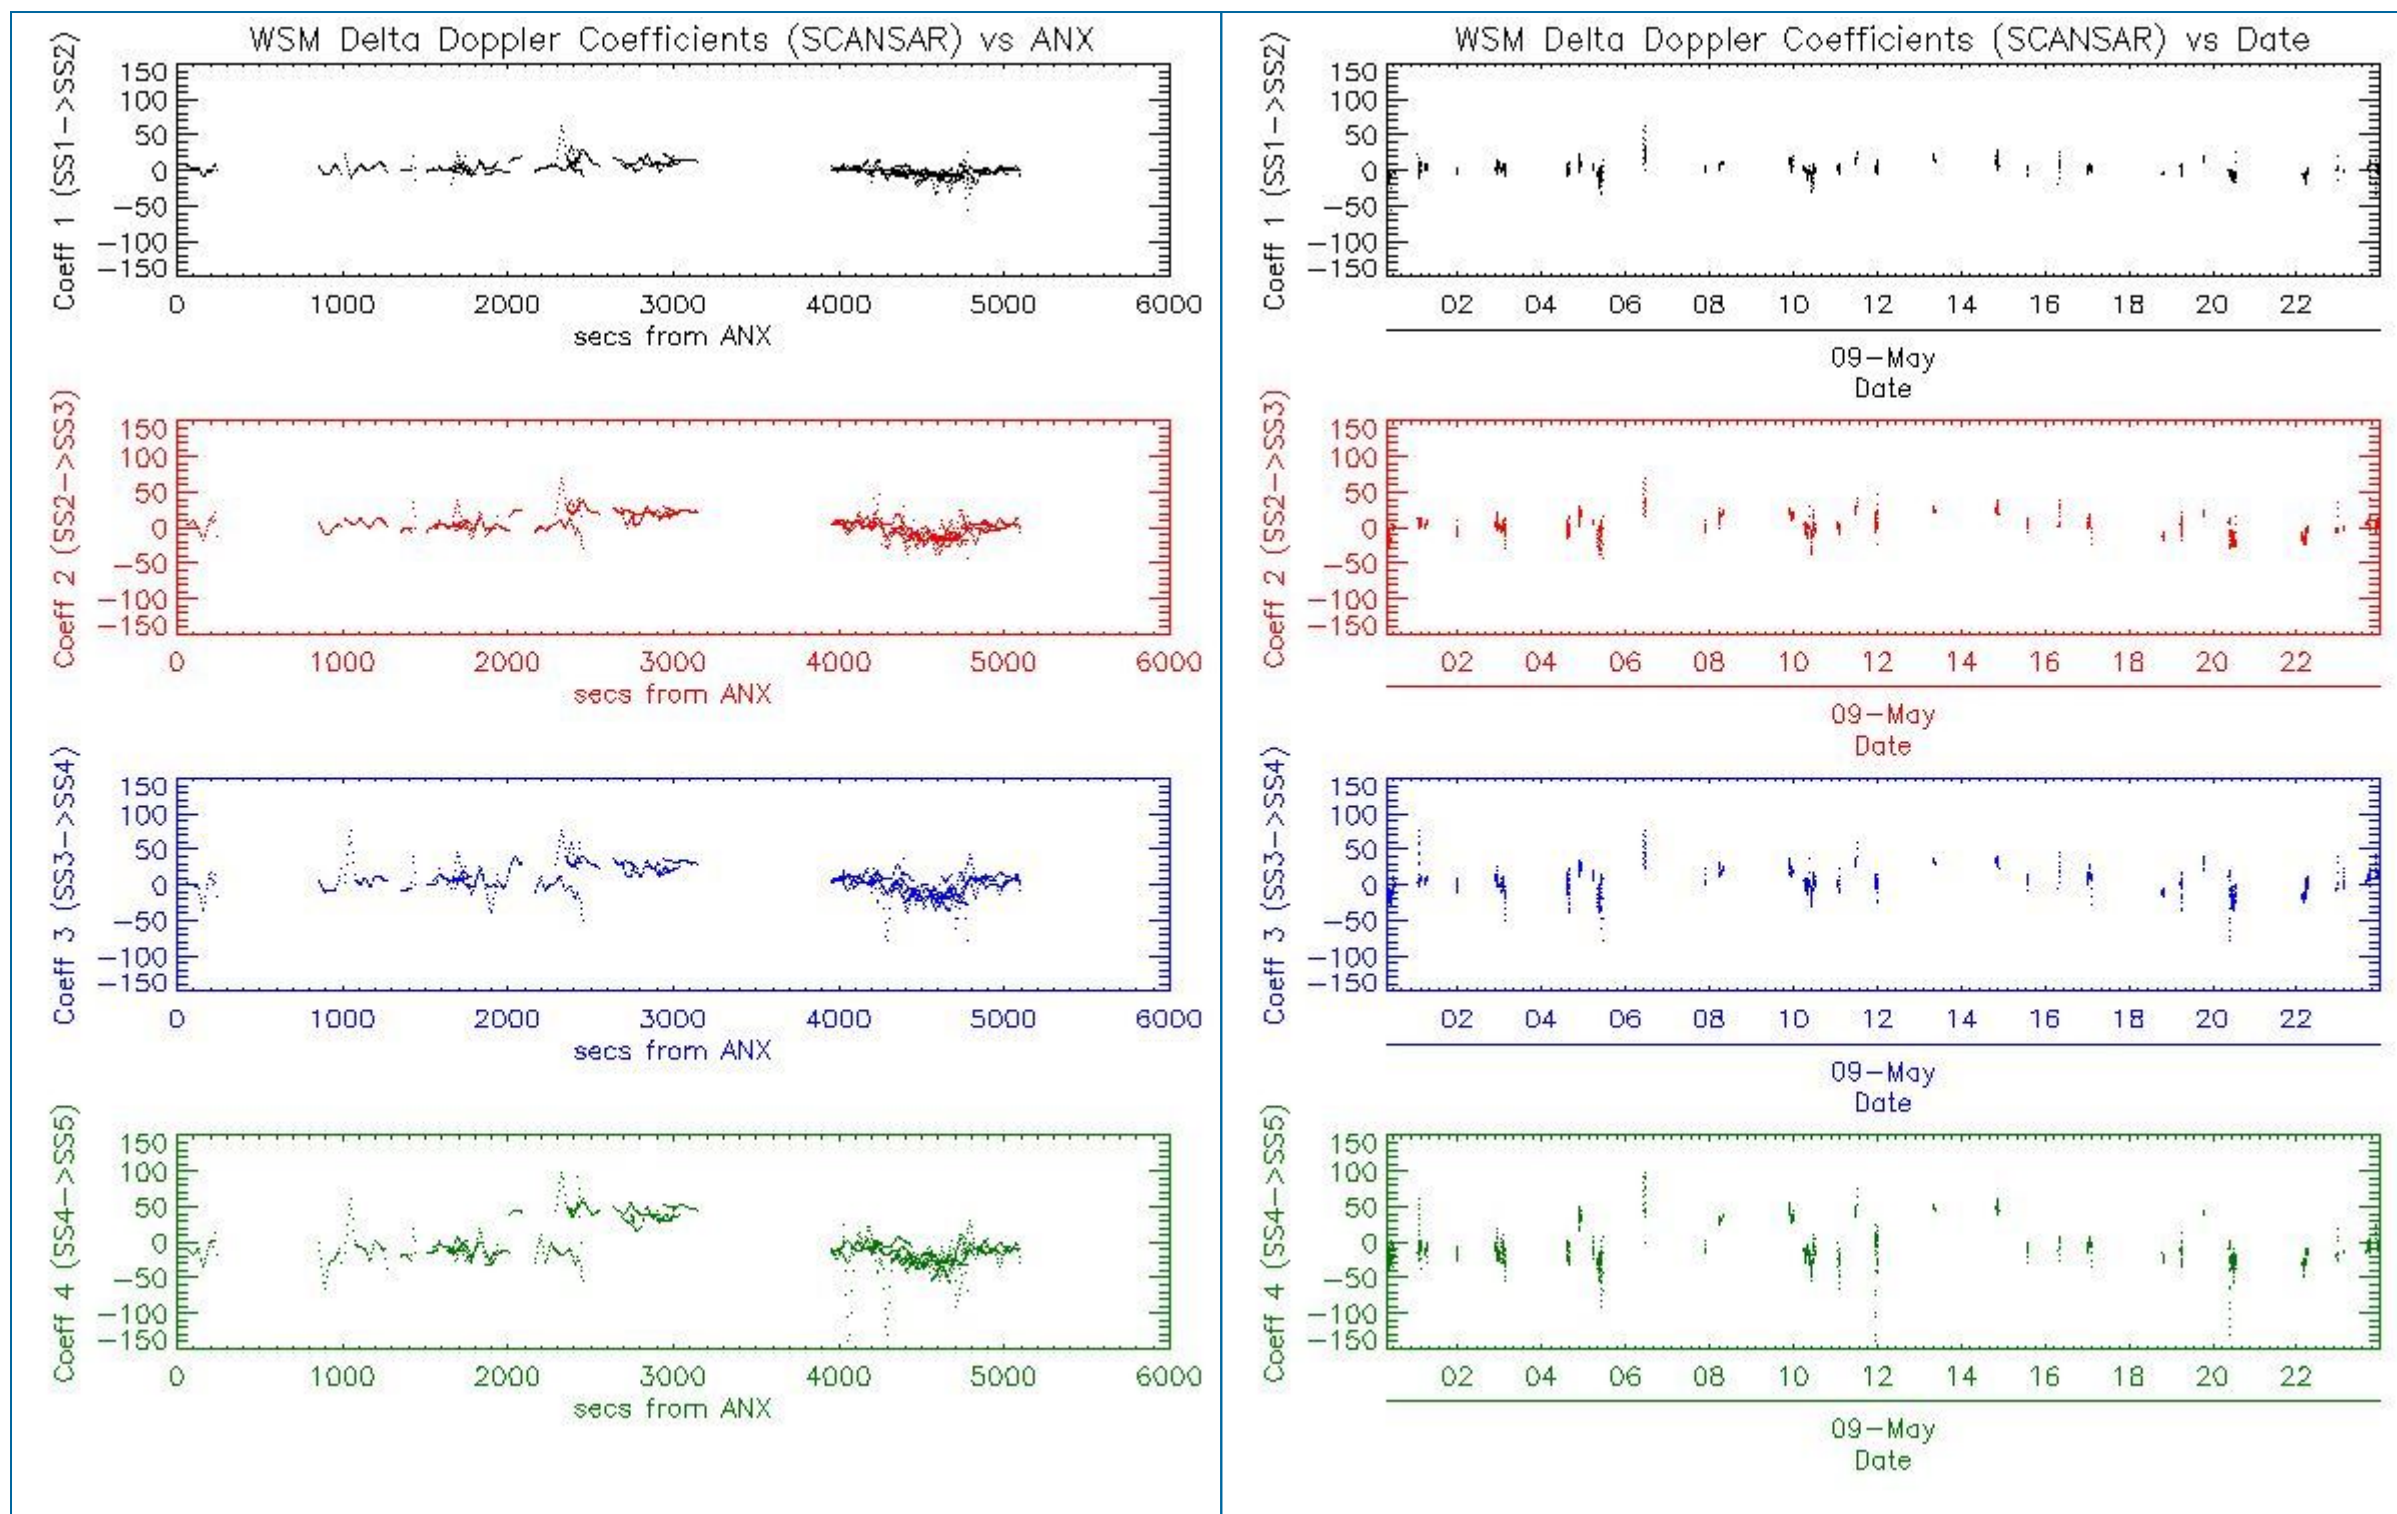 WSM Delta Doppler Coefficients (SCANSAR) vs ANX
Coeff 1 (SS1->SS2)
150
100
50
0
-50
-100
-150
0 1000 2000 3000 4000 5000 6000
secs from ANX
Coeff 2 (SS2->SS3)
150
100
50
0
-50
-100
-150
0 1000 2000 3000 4000 5000 6000
secs from ANX
Coeff 3 (SS3->SS4)
150
100
50
0
-50
-100
-150
0 1000 2000 3000 4000 5000 6000
secs from ANX
Coeff 4 (SS4->SS5)
150
100
50
0
-50
-100
-150
0 1000 2000 3000 4000 5000 6000
secs from ANX
WSM Delta Doppler Coefficients (SCANSAR) vs Date
Coeff 1 (SS1->SS2)
150
100
50
0
-50
-100
-150
02 04 06 08 10 12 14 16 18 20 22
09-May
Date
Coeff 2 (SS2->SS3)
150
100
50
0
-50
-100
-150
02 04 06 08 10 12 14 16 18 20 22
09-May
Date
Coeff 3 (SS3->SS4)
150
100
50
0
-50
-100
-150
02 04 06 08 10 12 14 16 18 20 22
09-May
Date
Coeff 4 (SS4->SS5)
150
100
50
0
-50
-100
-150
02 04 06 08 10 12 14 16 18 20 22
09-May
Date